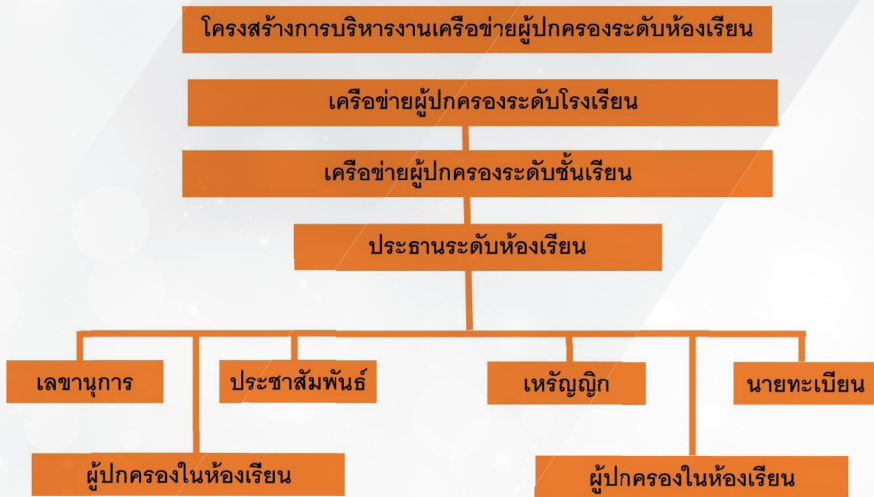 โครงสร้างการบริหารงานเครือข่ายผู้ปกครองระดับห้องเรียน
เครือข่ายผู้ปกครองระดับโรงเรียน
เครือข่ายผู้ปกครองระดับชั้นเรียน
ประธานระดับห้องเรียน
เลขานุการ
ประชาสัมพันธ์
เหรัญญิก
นายทะเบียน
ผู้ปกครองในห้องเรียน
ผู้ปกครองในห้องเรียน